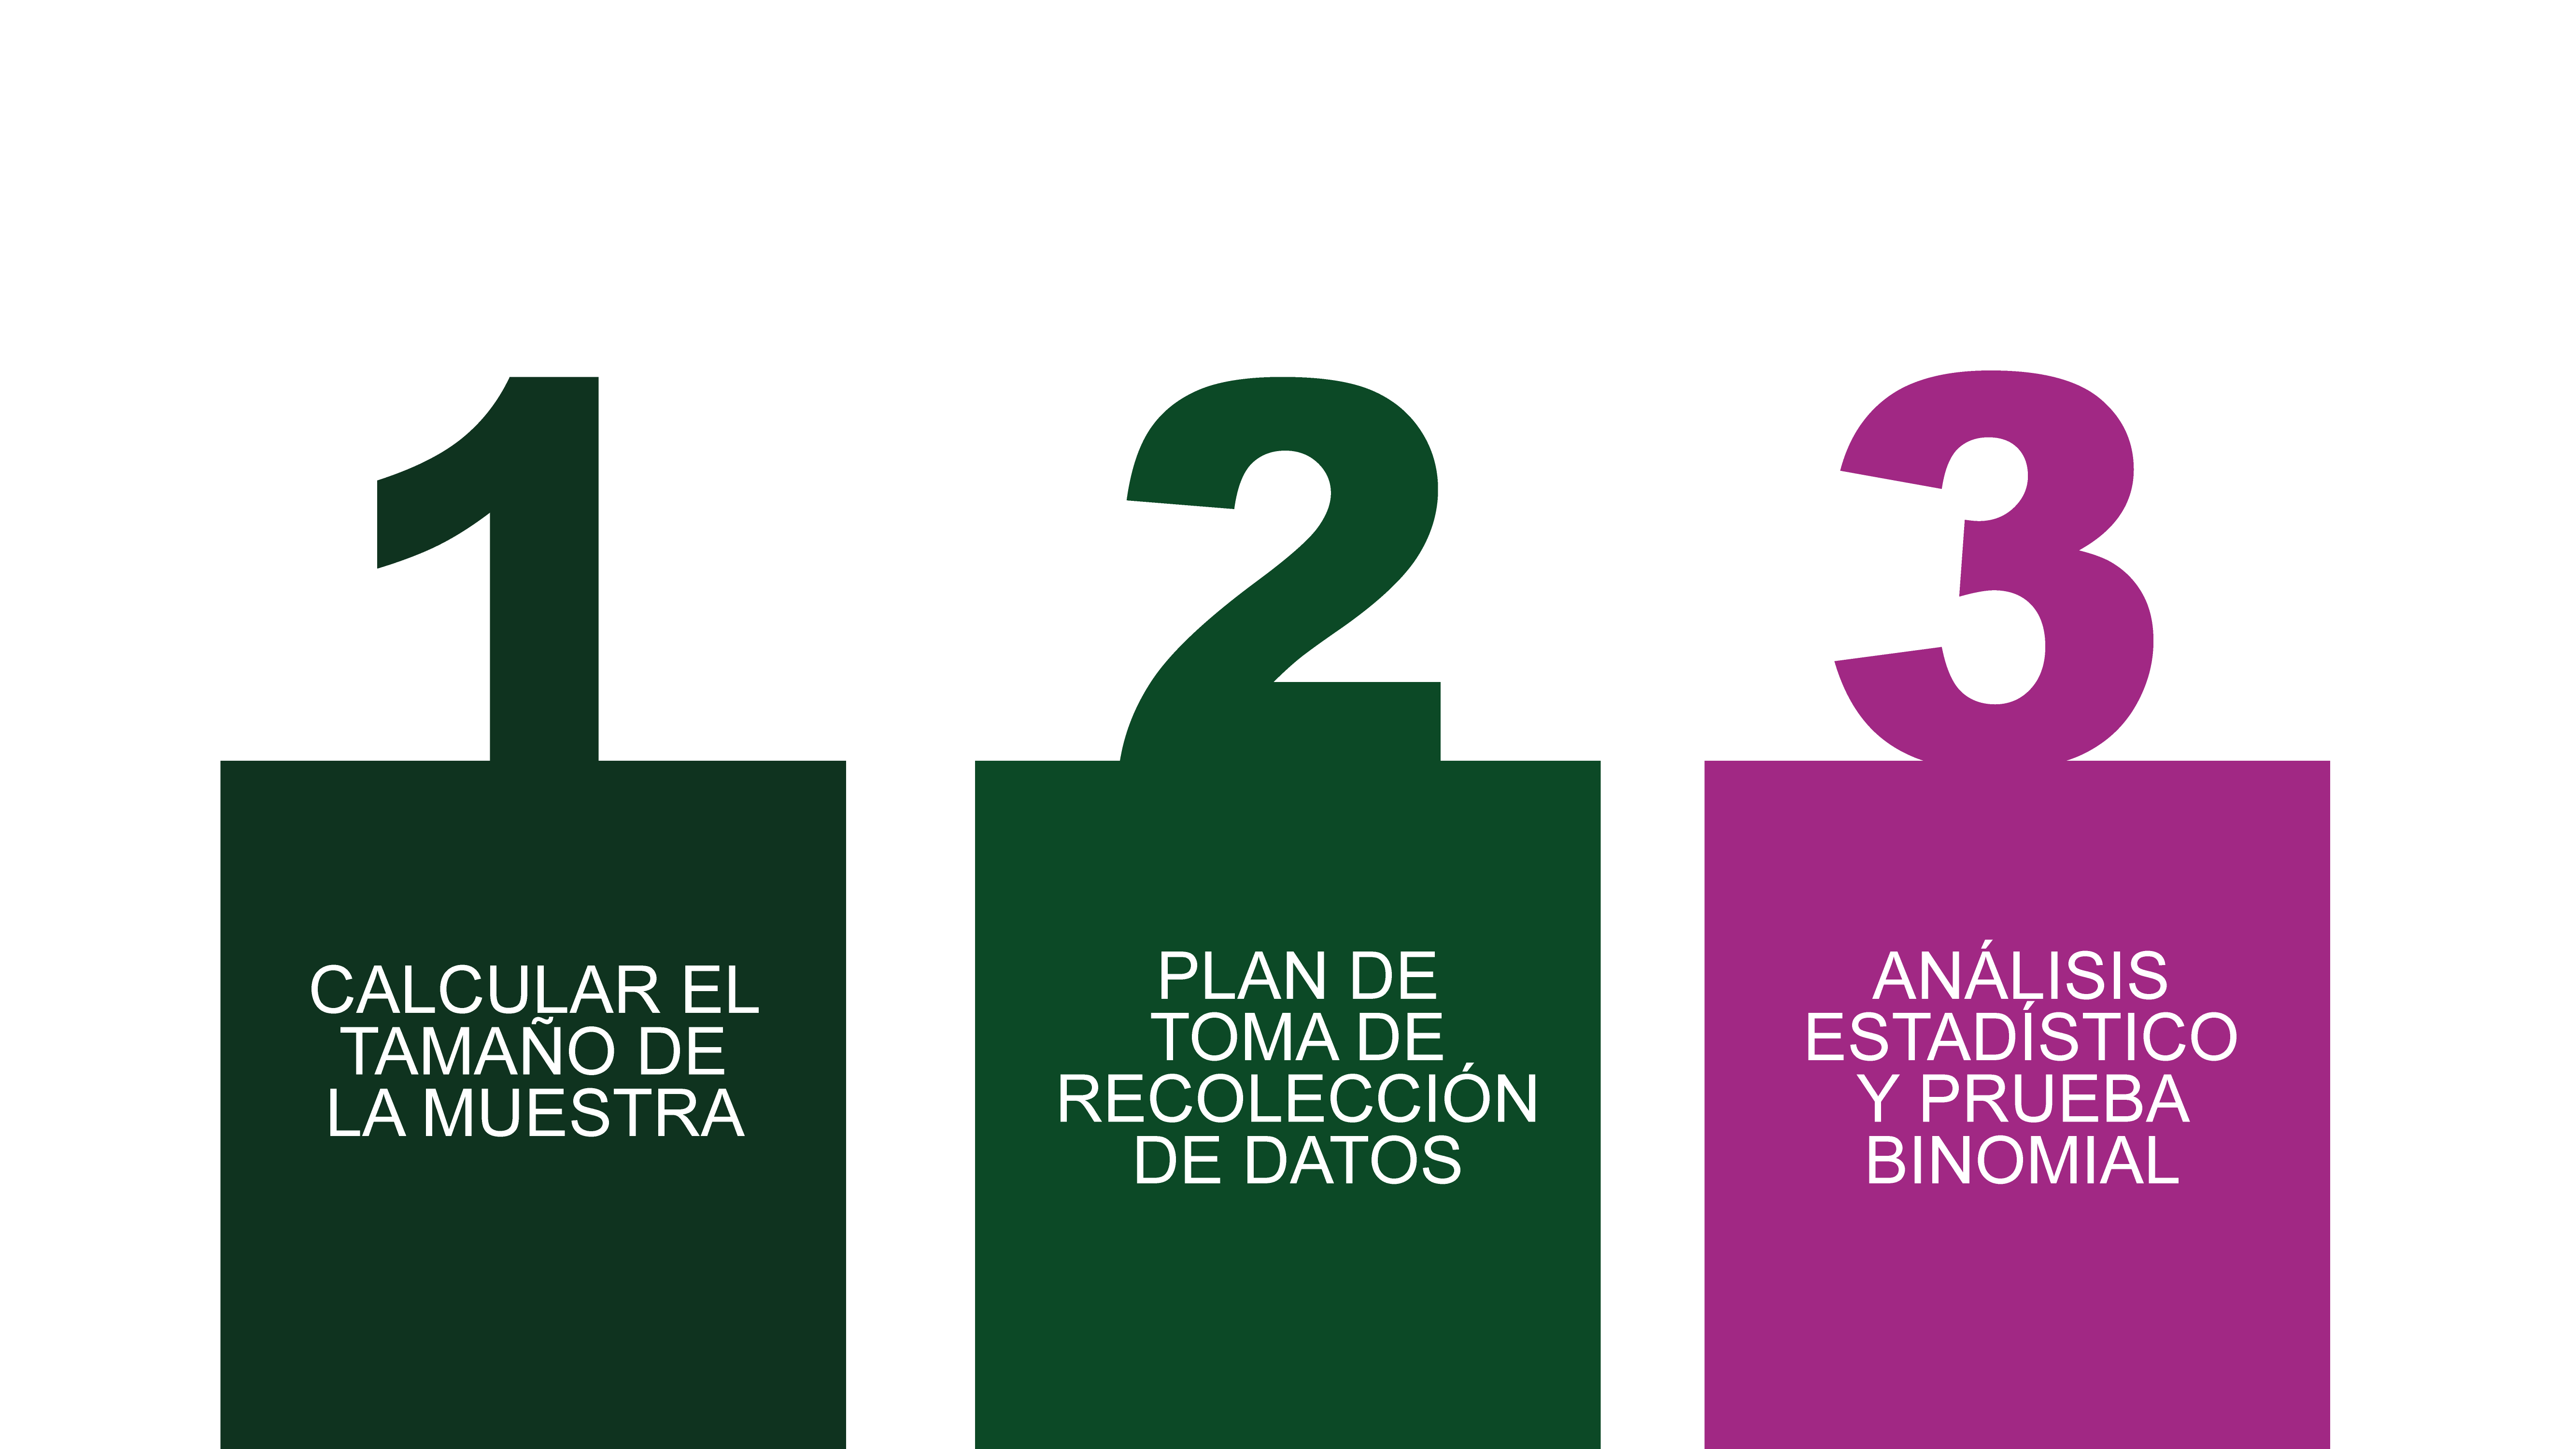 1
CALCULAR EL
TAMAÑO DE
LA MUESTRA
2
PLAN DE
TOMA DE
RECOLECCIÓN
DE DATOS
3
ANÁLISIS
ESTADÍSTICO
Y PRUEBA
BINOMIAL